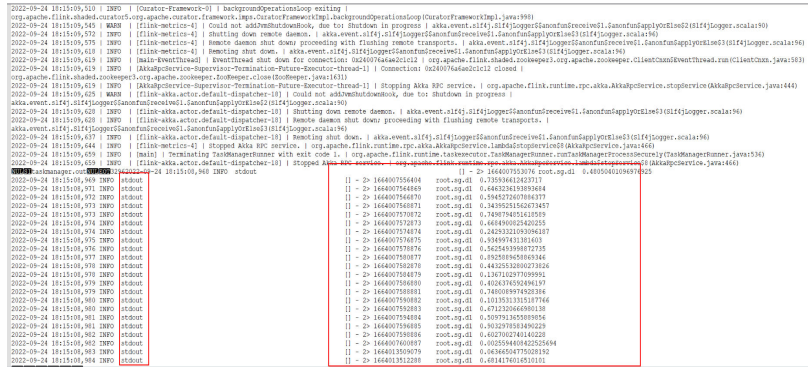 2022-09-24 18:15:09,510 | INFO  | [Curator-Framework-0] | backgroundOperationsLoop exiting |
org.apache.flink.shaded.curator5.org.apache.curator.framework.imps.CuratorFrameworkImpl.backgroundOperationsLoop(CuratorFrameworkImpl.java:998)
2022-09-24 18:15:09,545 | WARN  | [flink-metrics-4] | Could not addJvmShutdownHook, due to: Shutdown in progress | akka.event.slf4j.Slf4jLogger$$anonfun$receive$1.$anonfun$applyOrElse$2(Slf4jLogger.scala:90)
2022-09-24 18:15:09,572 | INFO  | [flink-metrics-4] | Shutting down remote daemon. | akka.event.slf4j.Slf4jLogger$$anonfun$receive$1.$anonfun$applyOrElse$3(Slf4jLogger.scala:96)
2022-09-24 18:15:09,575 | INFO  | [flink-metrics-4] | Remote daemon shut down; proceeding with flushing remote transports. | akka.event.slf4j.Slf4jLogger$$anonfun$receive$1.$anonfun$applyOrElse$3(Slf4jLogger.scala:96)
2022-09-24 18:15:09,618 | INFO  | [flink-metrics-4] | Remoting shut down. | akka.event.slf4j.Slf4jLogger$$anonfun$receive$1.$anonfun$applyOrElse$3(Slf4jLogger.scala:96)
2022-09-24 18:15:09,619 | INFO  | [main-EventThread] | EventThread shut down for connection: 0x240076a6ae2c1c12 | org.apache.flink.shaded.zookeeper3.org.apache.zookeeper.ClientCnxn$EventThread.run(ClientCnxn.java:583)
2022-09-24 18:15:09,619 | INFO  | [AkkaRpcService-Supervisor-Termination-Future-Executor-thread-1] | Connection: 0x240076a6ae2c1c12 closed |
org.apache.flink.shaded.zookeeper3.org.apache.zookeeper.ZooKeeper.close(ZooKeeper.java:1631)
2022-09-24 18:15:09,619 | INFO  | [AkkaRpcService-Supervisor-Termination-Future-Executor-thread-1] | Stopping Akka RPC service. | org.apache.flink.runtime.rpc.akka.AkkaRpcService.stopService(AkkaRpcService.java:444)
2022-09-24 18:15:09,625 | WARN  | [flink-akka.actor.default-dispatcher-18] | Could not addJvmShutdownHook, due to: Shutdown in progress |
akka.event.slf4j.Slf4jLogger$$anonfun$receive$1.$anonfun$applyOrElse$2(Slf4jLogger.scala:90)
2022-09-24 18:15:09,628 | INFO  | [flink-akka.actor.default-dispatcher-18] | Shutting down remote daemon. | akka.event.slf4j.Slf4jLogger$$anonfun$receive$1.$anonfun$applyOrElse$3(Slf4jLogger.scala:96)
2022-09-24 18:15:09,628 | INFO  | [flink-akka.actor.default-dispatcher-18] | Remote daemon shut down; proceeding with flushing remote transports. |
akka.event.slf4j.Slf4jLogger$$anonfun$receive$1.$anonfun$applyOrElse$3(Slf4jLogger.scala:96)
2022-09-24 18:15:09,637 | INFO  | [flink-akka.actor.default-dispatcher-18] | Remoting shut down. | akka.event.slf4j.Slf4jLogger$$anonfun$receive$1.$anonfun$applyOrElse$3(Slf4jLogger.scala:96)
2022-09-24 18:15:09,644 | INFO  | [flink-metrics-4] | Stopped Akka RPC service. | org.apache.flink.runtime.rpc.akka.AkkaRpcService.lambda$stopService$8(AkkaRpcService.java:466)
2022-09-24 18:15:09,659 | INFO  | [main] | Terminating TaskManagerRunner with exit code 1. | org.apache.flink.runtime.taskexecutor.TaskManagerRunner.runTaskManagerProcessSecurely(TaskManagerRunner.java:536)
2022-09-24 18:15:09,659 | INFO  | [flink-akka.actor.default-dispatcher-18] | Stopped Akka RPC service. | org.apache.flink.runtime.rpc.akka.AkkaRpcService.lambda$stopService$8(AkkaRpcService.java:466)
taskmanager.out 2022-09-24 18:15:08,968 INFO  stdout [] - 2> 1664007553076 root.sg.d1 0.48050401096976925
2022-09-24 18:15:08,969 INFO  stdout [] - 2> 1664007556404 root.sg.d1 0.735936612423717
2022-09-24 18:15:08,971 INFO  stdout [] - 2> 1664007564069 root.sg.d1 0.6463236193893684
2022-09-24 18:15:08,972 INFO  stdout [] - 2> 1664007566870 root.sg.d1 0.5945272607886377
2022-09-24 18:15:08,973 INFO  stdout [] - 2> 1664007568871 root.sg.d1 0.34395251562673457
2022-09-24 18:15:08,973 INFO  stdout [] - 2> 1664007570872 root.sg.d1 0.7498794851618589
2022-09-24 18:15:08,974 INFO  stdout [] - 2> 1664007572873 root.sg.d1 0.6684900825420255
2022-09-24 18:15:08,974 INFO  stdout [] - 2> 1664007574874 root.sg.d1 0.24293321093096187
2022-09-24 18:15:08,975 INFO  stdout [] - 2> 1664007576875 root.sg.d1 0.934997431381603
2022-09-24 18:15:08,976 INFO  stdout [] - 2> 1664007578876 root.sg.d1 0.5625493998872735
2022-09-24 18:15:08,977 INFO  stdout [] - 2> 1664007580877 root.sg.d1 0.8925889658869346
2022-09-24 18:15:08,978 INFO  stdout [] - 2> 1664007582878 root.sg.d1 0.44325532800273826
2022-09-24 18:15:08,978 INFO  stdout [] - 2> 1664007584879 root.sg.d1 0.1367102977099991
2022-09-24 18:15:08,979 INFO  stdout [] - 2> 1664007586880 root.sg.d1 0.4026376592496197
2022-09-24 18:15:08,979 INFO  stdout [] - 2> 1664007588881 root.sg.d1 0.7480089974928386
2022-09-24 18:15:08,980 INFO  stdout [] - 2> 1664007590882 root.sg.d1 0.10135313315187766
2022-09-24 18:15:08,980 INFO  stdout [] - 2> 1664007592883 root.sg.d1 0.6712320666980138
2022-09-24 18:15:08,981 INFO  stdout [] - 2> 1664007594884 root.sg.d1 0.5097913655889856
2022-09-24 18:15:08,981 INFO  stdout [] - 2> 1664007596885 root.sg.d1 0.9032978583490229
2022-09-24 18:15:08,982 INFO  stdout [] - 2> 1664007598886 root.sg.d1 0.6027002740140228
2022-09-24 18:15:08,982 INFO  stdout [] - 2> 1664007600887 root.sg.d1 0.0025594408422525694
2022-09-24 18:15:08,983 INFO  stdout [] - 2> 1664013509079 root.sg.d1 0.06366504775028192
2022-09-24 18:15:08,984 INFO  stdout [] - 2> 1664013512288 root.sg.d1 0.6814176016510101